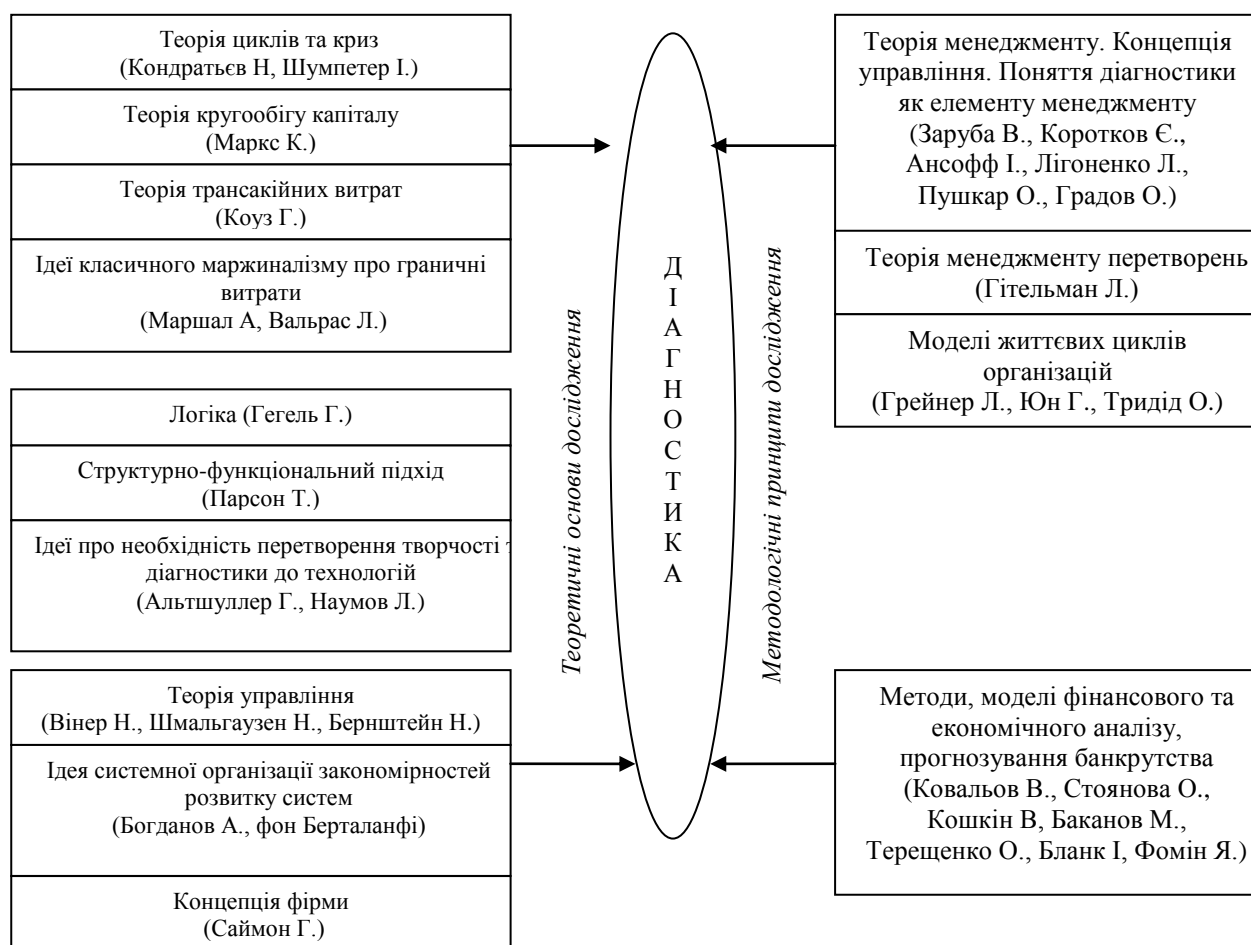 Теорія циклів та криз
(Кондратьєв Н, Шумпетер І.)
Теорія кругообігу капіталу
(Маркс К.)
Теорія трансакійних витрат
(Коуз Г.)
Ідеї класичного маржиналізму про граничні
витрати
(Маршал А, Вальрас Л.)
Логіка (Гегель Г.)
Структурно-функціональний підхід
(Парсон Т.)
Ідеї про необхідність перетворення творчості т
діагностики до технологій
(Альтшуллер Г., Наумов Л.)
Теорія управління
(Вінер Н., Шмальгаузен Н., Бернштейн Н.)
Ідея системної організації закономірностей
розвитку систем
(Богданов А., фон Берталанфі)
Концепція фірми
(Саймон Г.)
Теоретичні основи дослідження
Д
І
А
Г
Н
О
С
Т
И
К
А
Методологічні принципи дослідження
Теорія менеджменту. Концепція
управління. Поняття діагностики
як елементу менеджменту
(Заруба В., Коротков Є.,
Ансофф І., Лігоненко Л.,
Пушкар О., Градов О.)
Теорія менеджменту перетворень
(Гітельман Л.)
Моделі життєвих циклів
організацій
(Грейнер Л., Юн Г., Тридід О.)
Методи, моделі фінансового та
економічного аналізу,
прогнозування банкрутства
(Ковальов В., Стоянова О.,
Кошкін В, Баканов М.,
Терещенко О., Бланк І, Фомін Я.)